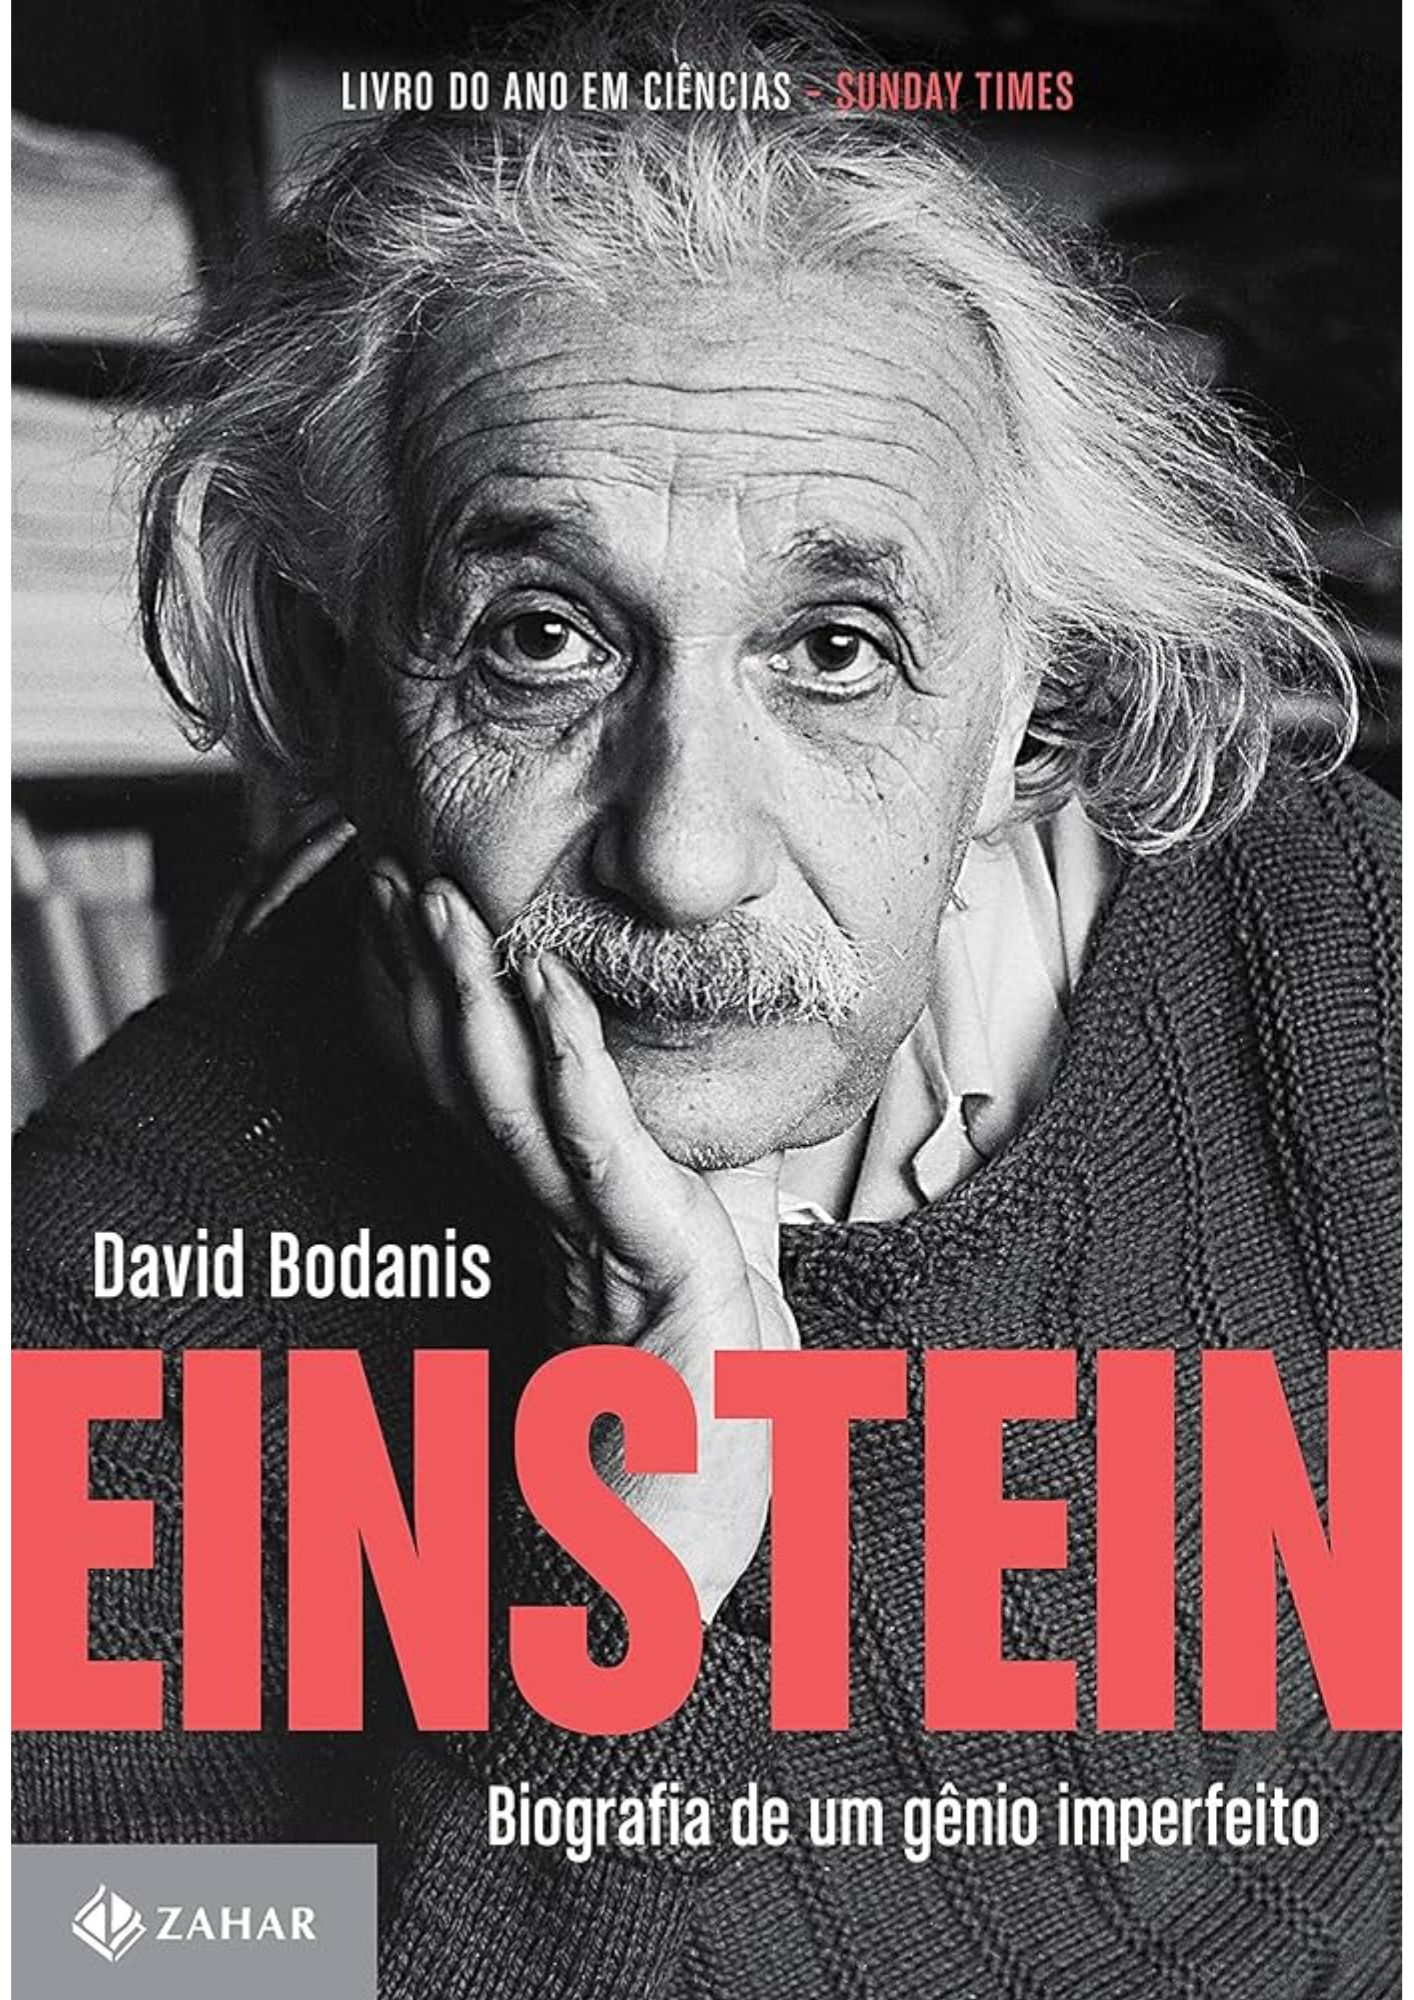 LIVRO DO ANO EM CIÊNCIAS - SUNDAY TIMES
David Bodanis
EINSTEIN
Biografia de um gênio imperfeito
ZAHAR